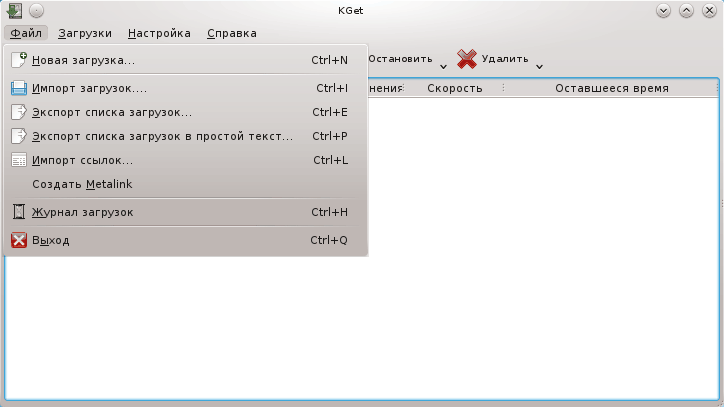 KGet
Файл Загрузки Настройка Справка
Новая загрузка... Ctrl+N
Остановить Удалить
Импорт загрузок.... Ctrl+I
нения Скорость Оставшееся время
Экспорт списка загрузок... Ctrl+E
Экспорт списка загрузок в простой текст... Ctrl+P
Импорт ссылок... Ctrl+L
Создать Metalink
Журнал загрузок Ctrl+H
Выход Ctrl+Q